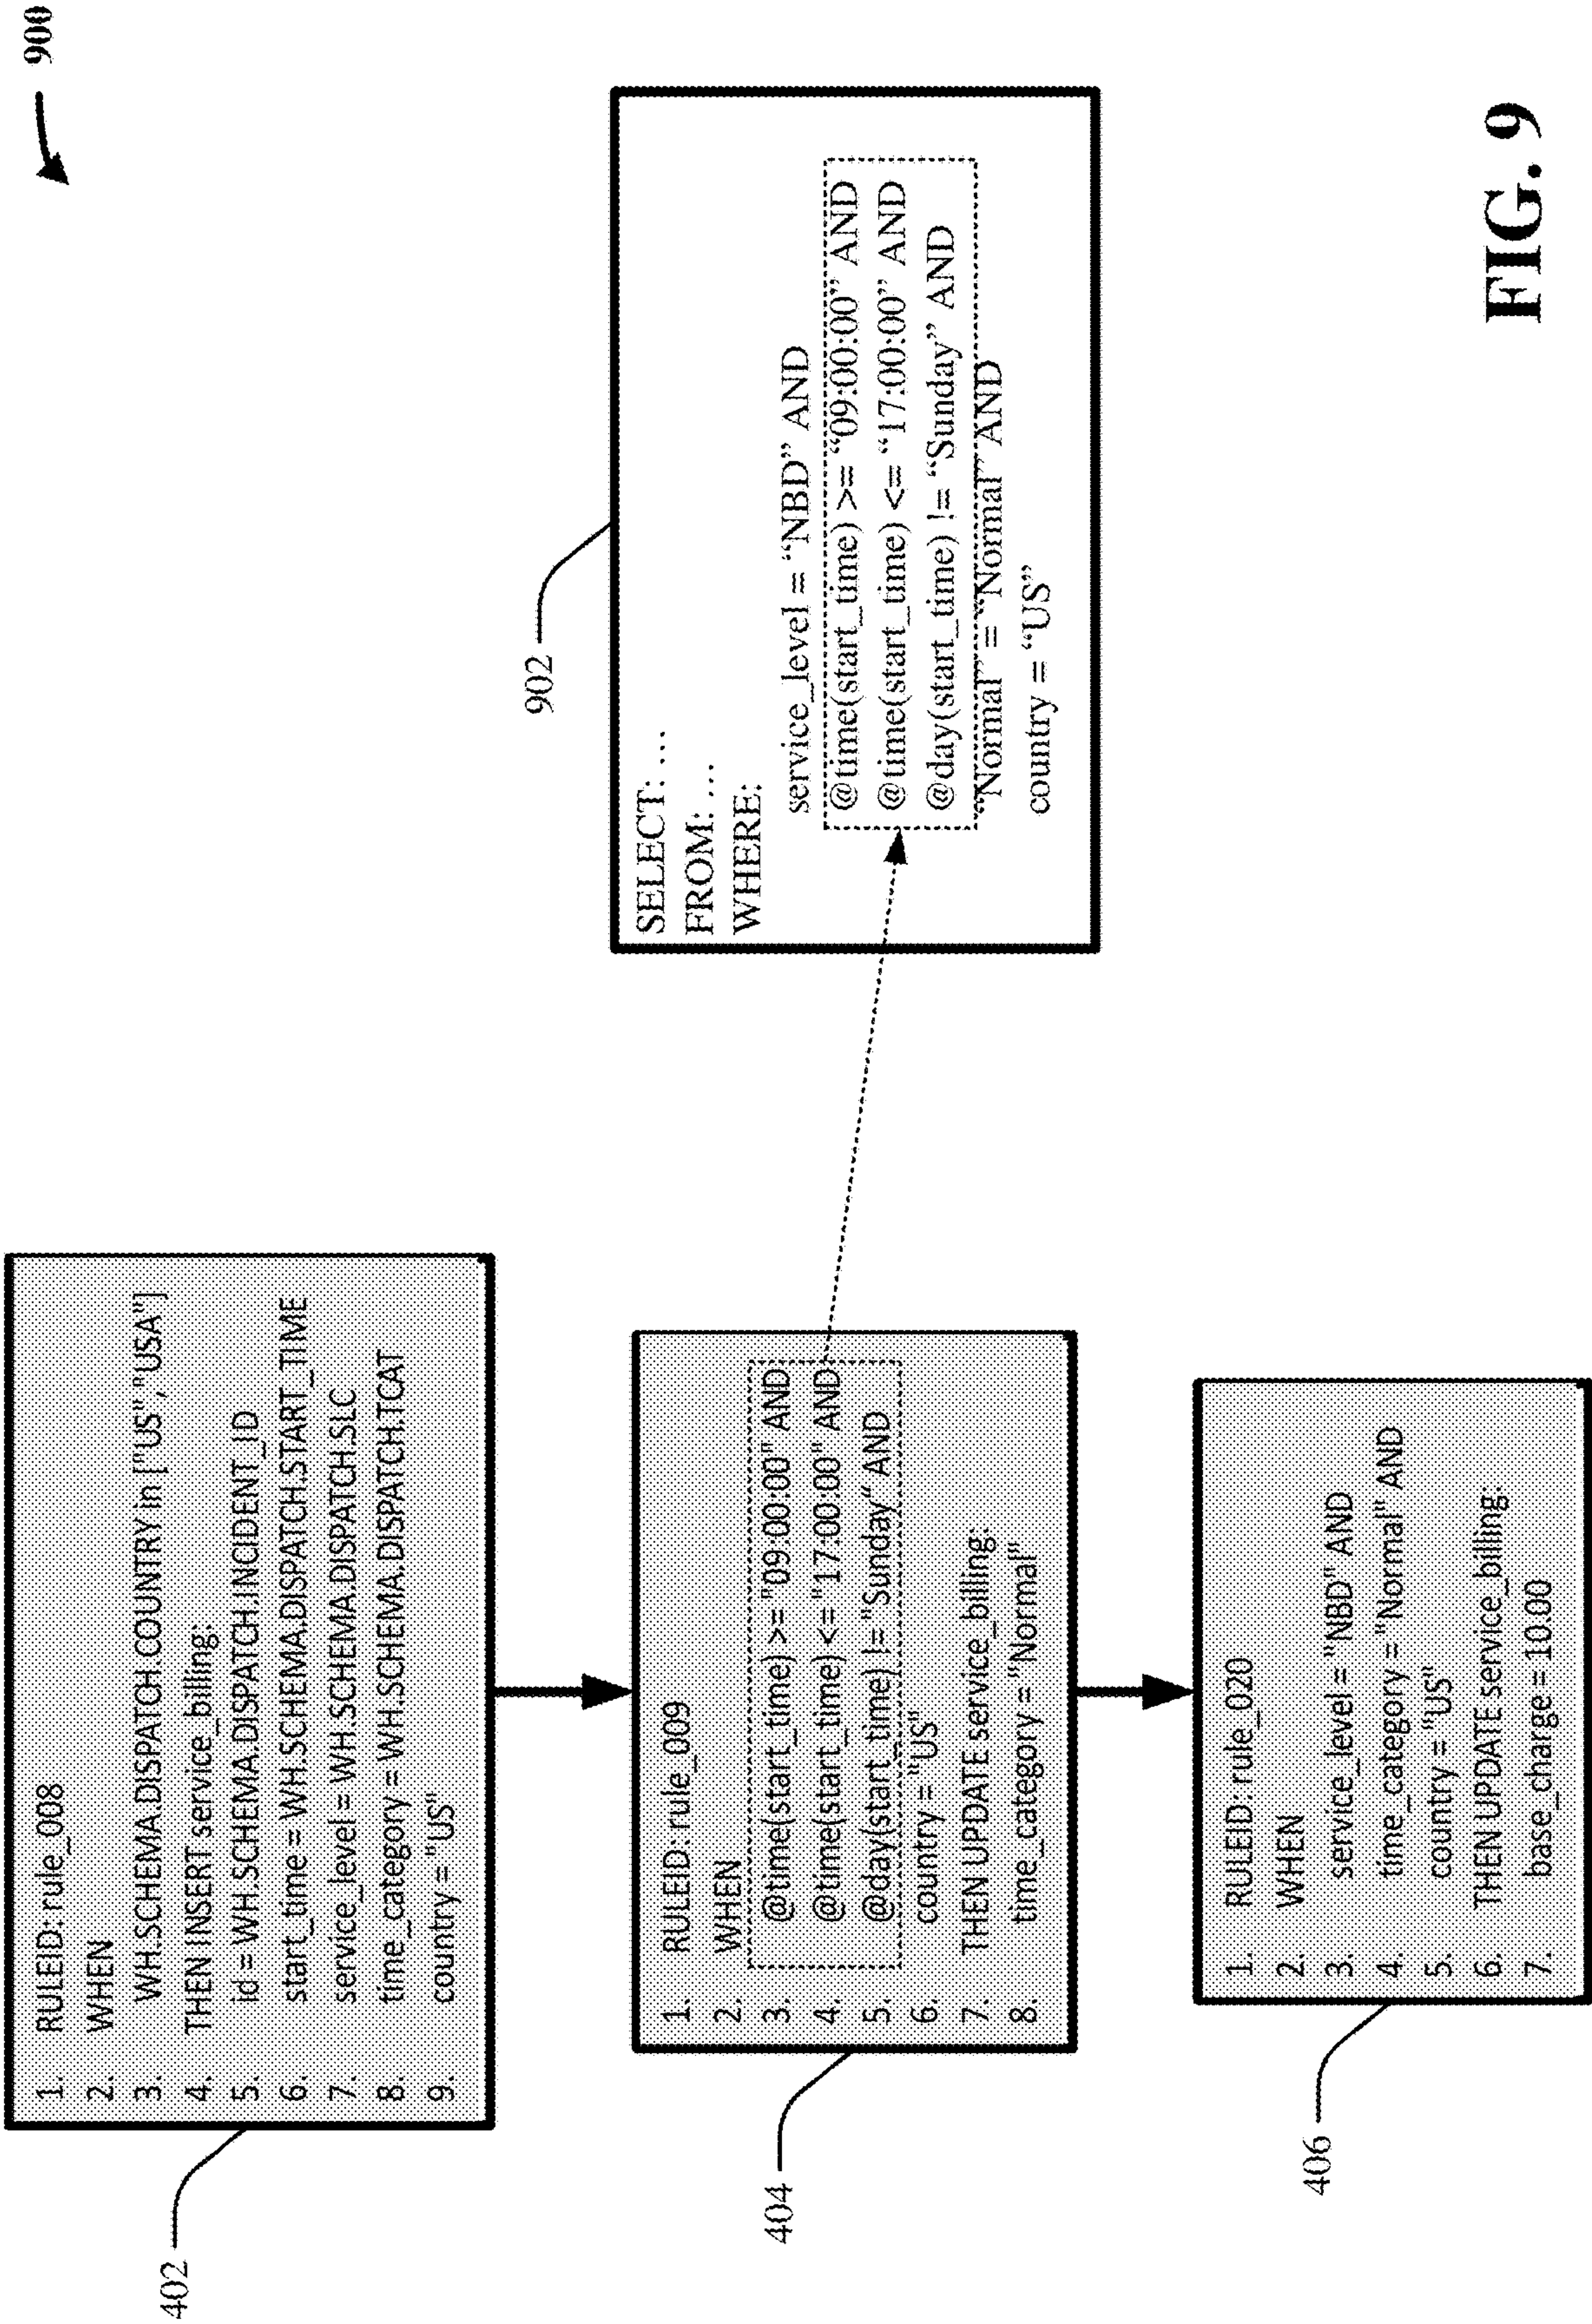 900
402
1. RULEID: rule_008
2. WHEN
3. WH.SCHEMA.DISPATCH.COUNTRY in ["US","USA"]
4. THEN INSERT service_billing:
5. id = WH.SCHEMA.DISPATCH.INCIDENT_ID
6. start_time = WH.SCHEMA.DISPATCH.START_TIME
7. service_level = WH.SCHEMA.DISPATCH.SLC
8. time_category = WH.SCHEMA.DISPATCH.TCAT
9. country = "US"
404
1. RULEID: rule_009
2. WHEN
3. @time(start_time) >="09:00:00" AND
4. @time(start_time) <="17:00:00" AND
5. @day(start_time) !="Sunday" AND
6. country = "US"
7. THEN UPDATE service_billing:
8. time_category = "Normal"
902
SELECT: ...
FROM: ...
WHERE:
service_level = “NBD” AND
@time(start_time) >= “09:00:00” AND
@time(start_time) <= “17:00:00” AND
@day(start_time) != “Sunday” AND
“Normal” = “Normal” AND
country = “US”
406
1. RULEID: rule_020
2. WHEN
3. service_level = "NBD" AND
4. time_category = "Normal" AND
5. country = "US"
6. THEN UPDATE service_billing:
7. base_charge = 10.00
FIG. 9